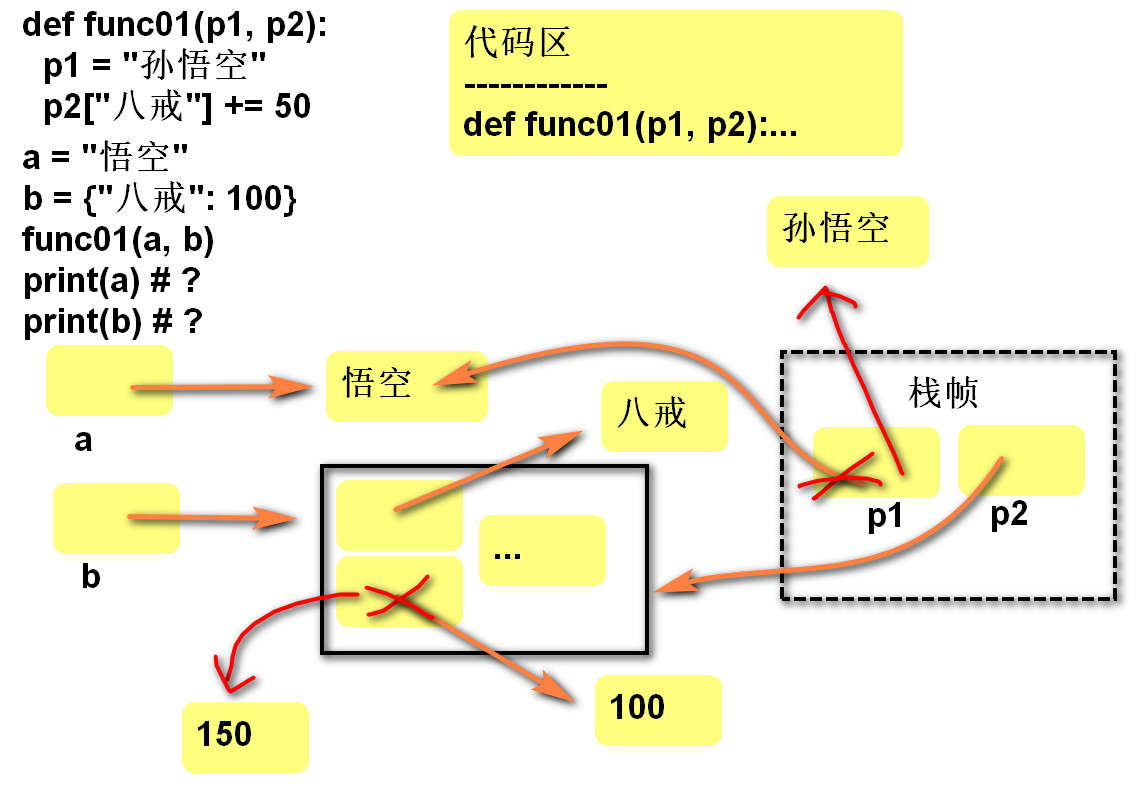 def func01(p1, p2):
p1 = "孙悟空"
p2["八戒"] += 50
a = "悟空"
b = {"八戒": 100}
func01(a, b)
print(a) # ?
print(b) # ?
代码区
------------
def func01(p1, p2):...
孙悟空
a
悟空
八戒
栈帧
p1
p2
b
...
150
100